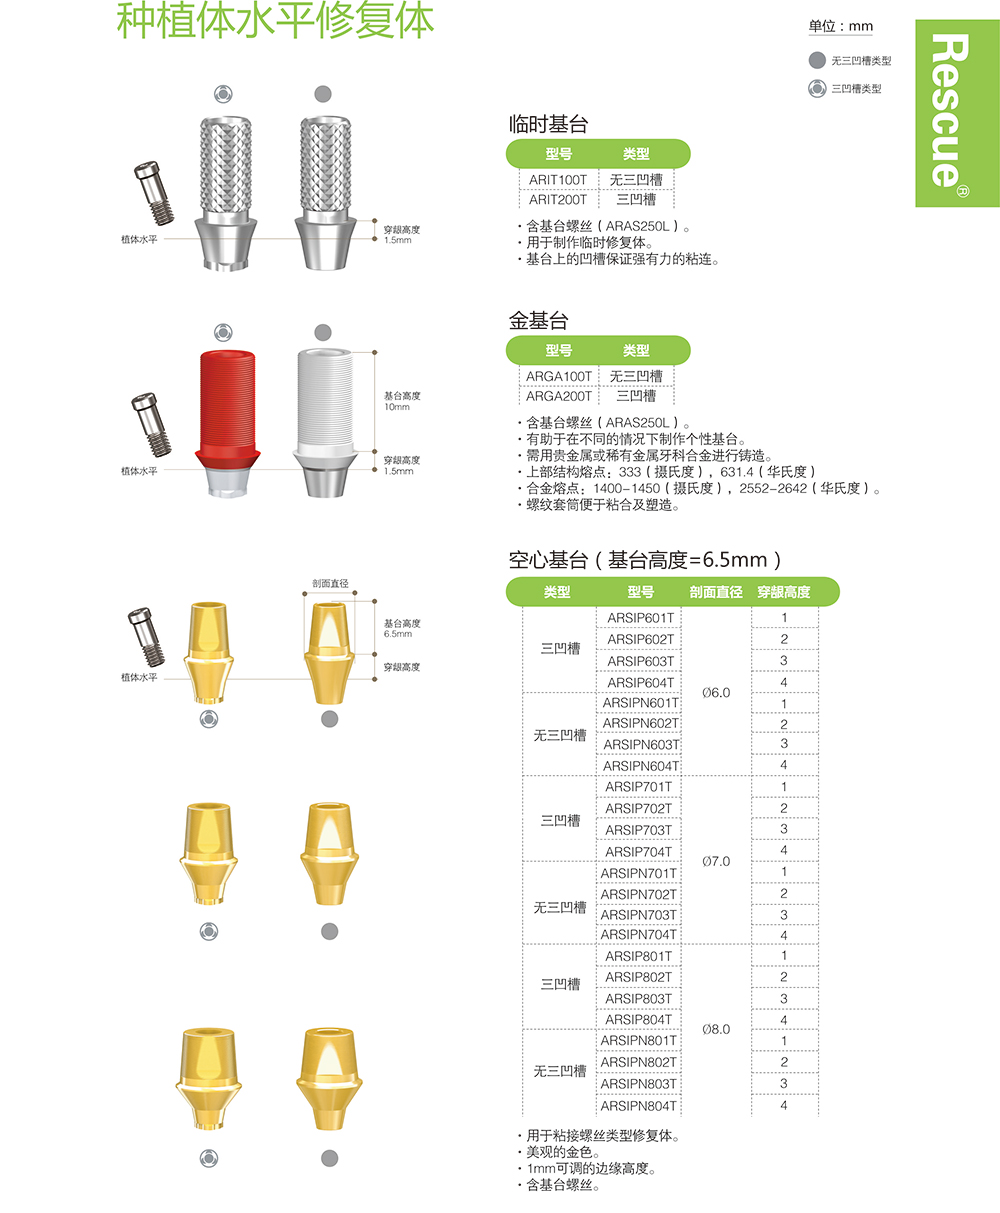 种植体水平修复体
单位：mm
无三凹槽类型
三凹槽类型
Rescue®
植体水平
穿龈高度
1.5mm
临时基台
型号 类型
ARIT100T 无三凹槽
ARIT200T 三凹槽
·含基台螺丝（ARAS250L）。
·用于制作临时修复体。
·基台上的凹槽保证强有力的粘连。
基台高度
10mm
穿龈高度
1.5mm
植体水平
金基台
型号 类型
ARGA100T 无三凹槽
ARGA200T 三凹槽
·含基台螺丝（ARAS250L）。
·有助于在不同的情况下制作个性基台。
·需用贵金属或稀有金属牙科合金进行铸造。
·上部结构熔点：333（摄氏度），631.4（华氏度）
·合金熔点：1400-1450（摄氏度），2552-2642（华氏度）。
·螺纹套筒便于粘合及塑造。
剖面直径
基台高度
6.5mm
穿龈高度
植体水平
空心基台（基台高度=6.5mm）
类型 型号 剖面直径 穿龈高度
三凹槽 ARSIP601T Ø6.0 1
ARSIP602T 2
ARSIP603T 3
ARSIP604T 4
无三凹槽 ARSIPN601T 1
ARSIPN602T 2
ARSIPN603T 3
ARSIPN604T 4
三凹槽 ARSIP701T Ø7.0 1
ARSIP702T 2
ARSIP703T 3
ARSIP704T 4
无三凹槽 ARSIPN701T 1
ARSIPN702T 2
ARSIPN703T 3
ARSIPN704T 4
三凹槽 ARSIP801T Ø8.0 1
ARSIP802T 2
ARSIP803T 3
ARSIP804T 4
无三凹槽 ARSIPN801T 1
ARSIPN802T 2
ARSIPN803T 3
ARSIPN804T 4
·用于粘接螺丝类型修复体。
·美观的金色。
·1mm可调的边缘高度。
·含基台螺丝。